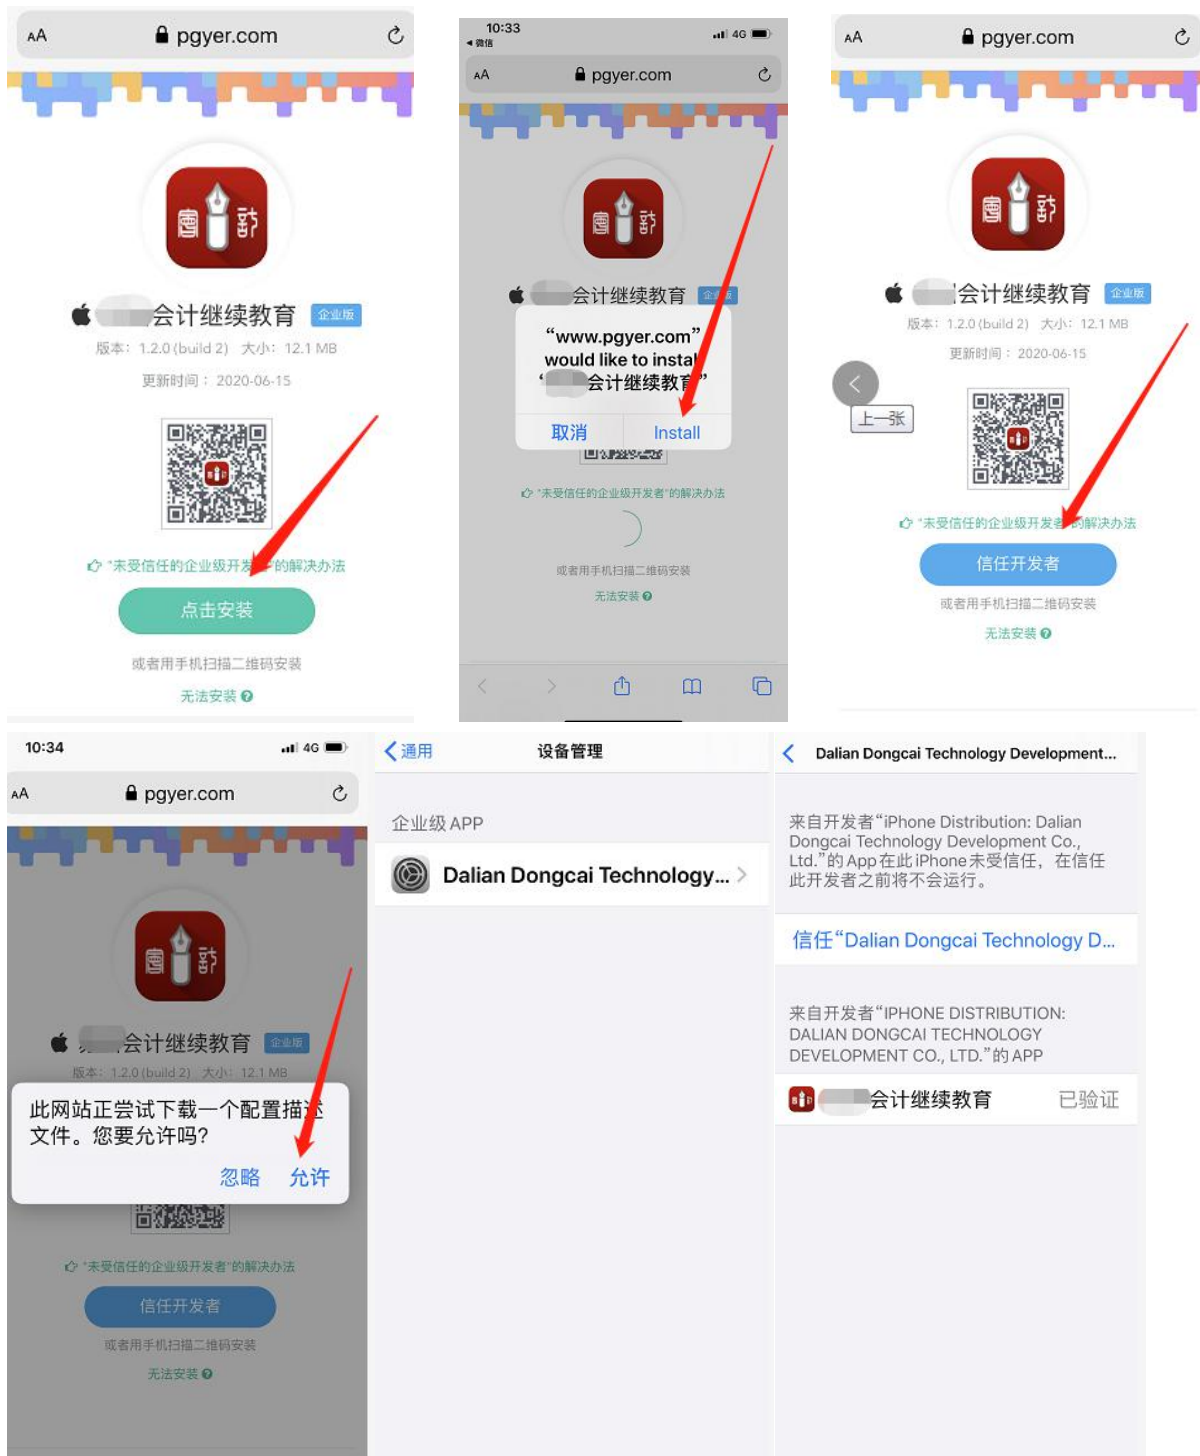 AA pgyer.com
会计
会计继续教育 企业版
版本：1.2.0 (build 2) 大小：12.1 MB
更新时间：2020-06-15
"未受信任的企业级开发者"的解决办法
点击安装
或者用手机扫描二维码安装
无法安装
10:33
微信 4G
AA pgyer.com
会计
会计继续教育 企业版
"www.pgyer.com"
would like to install
"会计继续教育"
取消 Install
"未受信任的企业级开发者"的解决办法
或者用手机扫描二维码安装
无法安装
AA pgyer.com
会计
会计继续教育 企业版
版本：1.2.0 (build 2) 大小：12.1 MB
更新时间：2020-06-15
上一张
"未受信任的企业级开发者"的解决办法
信任开发者
或者用手机扫描二维码安装
无法安装
10:34 4G
AA pgyer.com
会计
会计继续教育 企业版
版本：1.2.0 (build 2) 大小：12.1 MB
此网站正尝试下载一个配置描述
文件。您要允许吗?
忽略 允许
"未受信任的企业级开发者"的解决办法
信任开发者
或者用手机扫描二维码安装
无法安装
通用 设备管理
企业级 APP
Dalian Dongcai Technology...
Dalian Dongcai Technology Development...
来自开发者"iPhone Distribution: Dalian
Dongcai Technology Development Co.,
Ltd."的 App 在此 iPhone 未受信任，在信任
此开发者之前将不会运行。
信任"Dalian Dongcai Technology D...
来自开发者"IPHONE DISTRIBUTION:
DALIAN DONGCAI TECHNOLOGY
DEVELOPMENT CO., LTD."的 APP
会计继续教育 已验证